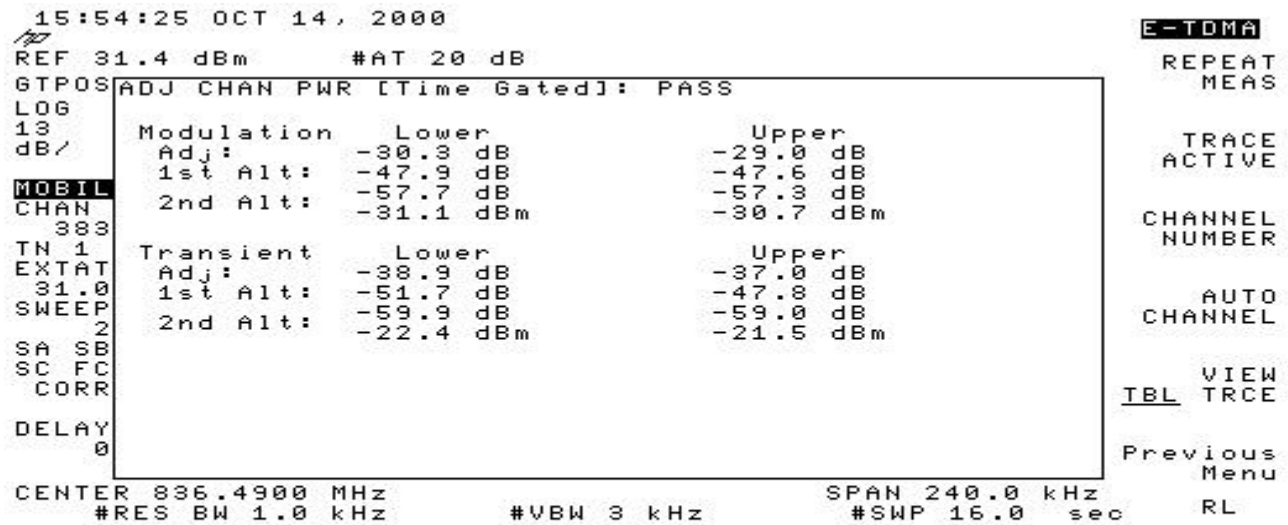 15:54:25 OCT 14, 2000
hp
REF 31.4 dBm #AT 20 dB
GTPOS
LOG
13
dB/
MOBIL
CHAN
383
TN 1
EXTAT
31.0
SWEEP
2
SA SB
SC FC
CORR
DELAY
0
ADJ CHAN PWR [Time Gated]: PASS
Modulation Lower Upper
Adj: -30.3 dB -29.0 dB
1st Alt: -47.9 dB -47.6 dB
2nd Alt: -57.7 dB -57.3 dB
-31.1 dBm -30.7 dBm
Transient Lower Upper
Adj: -38.9 dB -37.0 dB
1st Alt: -51.7 dB -47.8 dB
2nd Alt: -59.9 dB -59.0 dB
-22.4 dBm -21.5 dBm
CENTER 836.4900 MHz SPAN 240.0 kHz
#RES BW 1.0 kHz #VBW 3 kHz #SWP 16.0 sec
E-TDMA
REPEAT
MEAS
TRACE
ACTIVE
CHANNEL
NUMBER
AUTO
CHANNEL
VIEW
TBL TRCE
Previous
Menu
RL